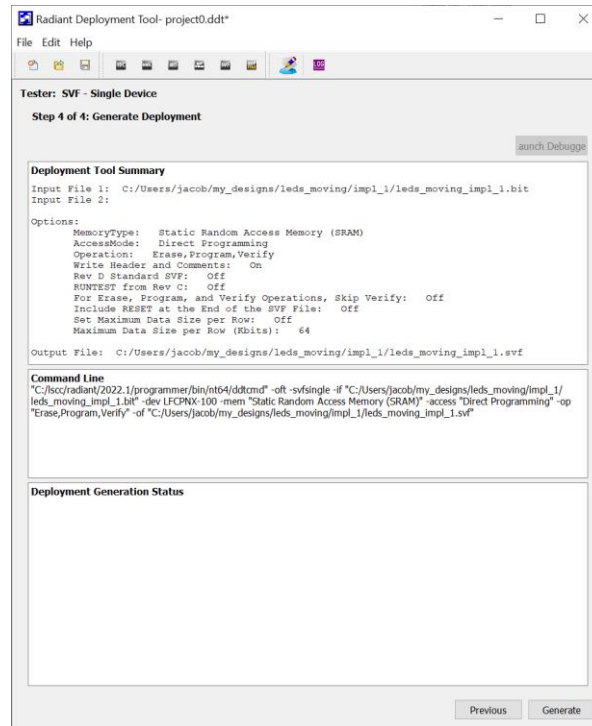 Radiant Deployment Tool- project0.ddt*
File Edit Help
LOG
Tester: SVF - Single Device
Step 4 of 4: Generate Deployment
aunch Debugge
Deployment Tool Summary
Input File 1: C:/Users/jacob/my_designs/leds_moving/impl_1/leds_moving_impl_1.bit
Input File 2:
Options:
MemoryType: Static Random Access Memory (SRAM)
AccessMode: Direct Programming
Operation: Erase,Program,Verify
Write Header and Comments: On
Rev D Standard SVF: Off
RUNTEST from Rev C: Off
For Erase, Program, and Verify Operations, Skip Verify: Off
Include RESET at the End of the SVF File: Off
Set Maximum Data Size per Row: Off
Maximum Data Size per Row (Kbits): 64
Output File: C:/Users/jacob/my_designs/leds_moving/impl_1/leds_moving_impl_1.svf
Command Line
"C:/lscc/radiant/2022.1/programmer/bin/nt64/ddtcmd" -oft -svfsingle -if "C:/Users/jacob/my_designs/leds_moving/impl_1/
leds_moving_impl_1.bit" -dev LFCPNX-100 -mem "Static Random Access Memory (SRAM)" -access "Direct Programming" -op
"Erase,Program,Verify" -of "C:/Users/jacob/my_designs/leds_moving/impl_1/leds_moving_impl_1.svf"
Deployment Generation Status
Previous Generate